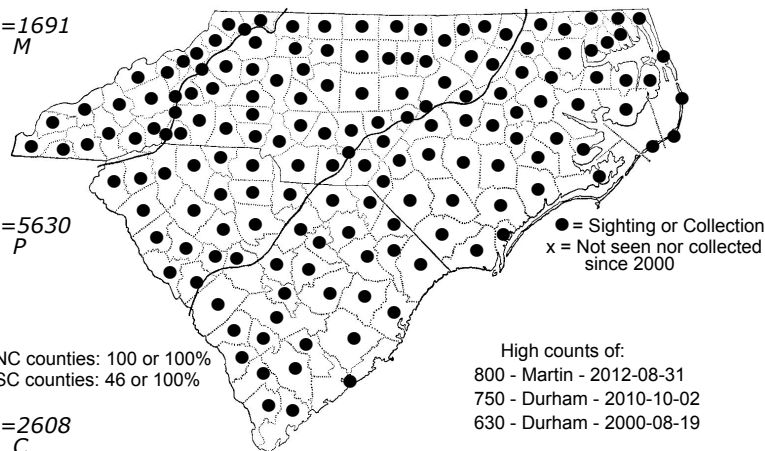 =1691
M
=5630
P
● = Sighting or Collection
x = Not seen nor collected
since 2000
NC counties: 100 or 100%
SC counties: 46 or 100%
High counts of:
800 - Martin - 2012-08-31
750 - Durham - 2010-10-02
630 - Durham - 2000-08-19
=2608
C